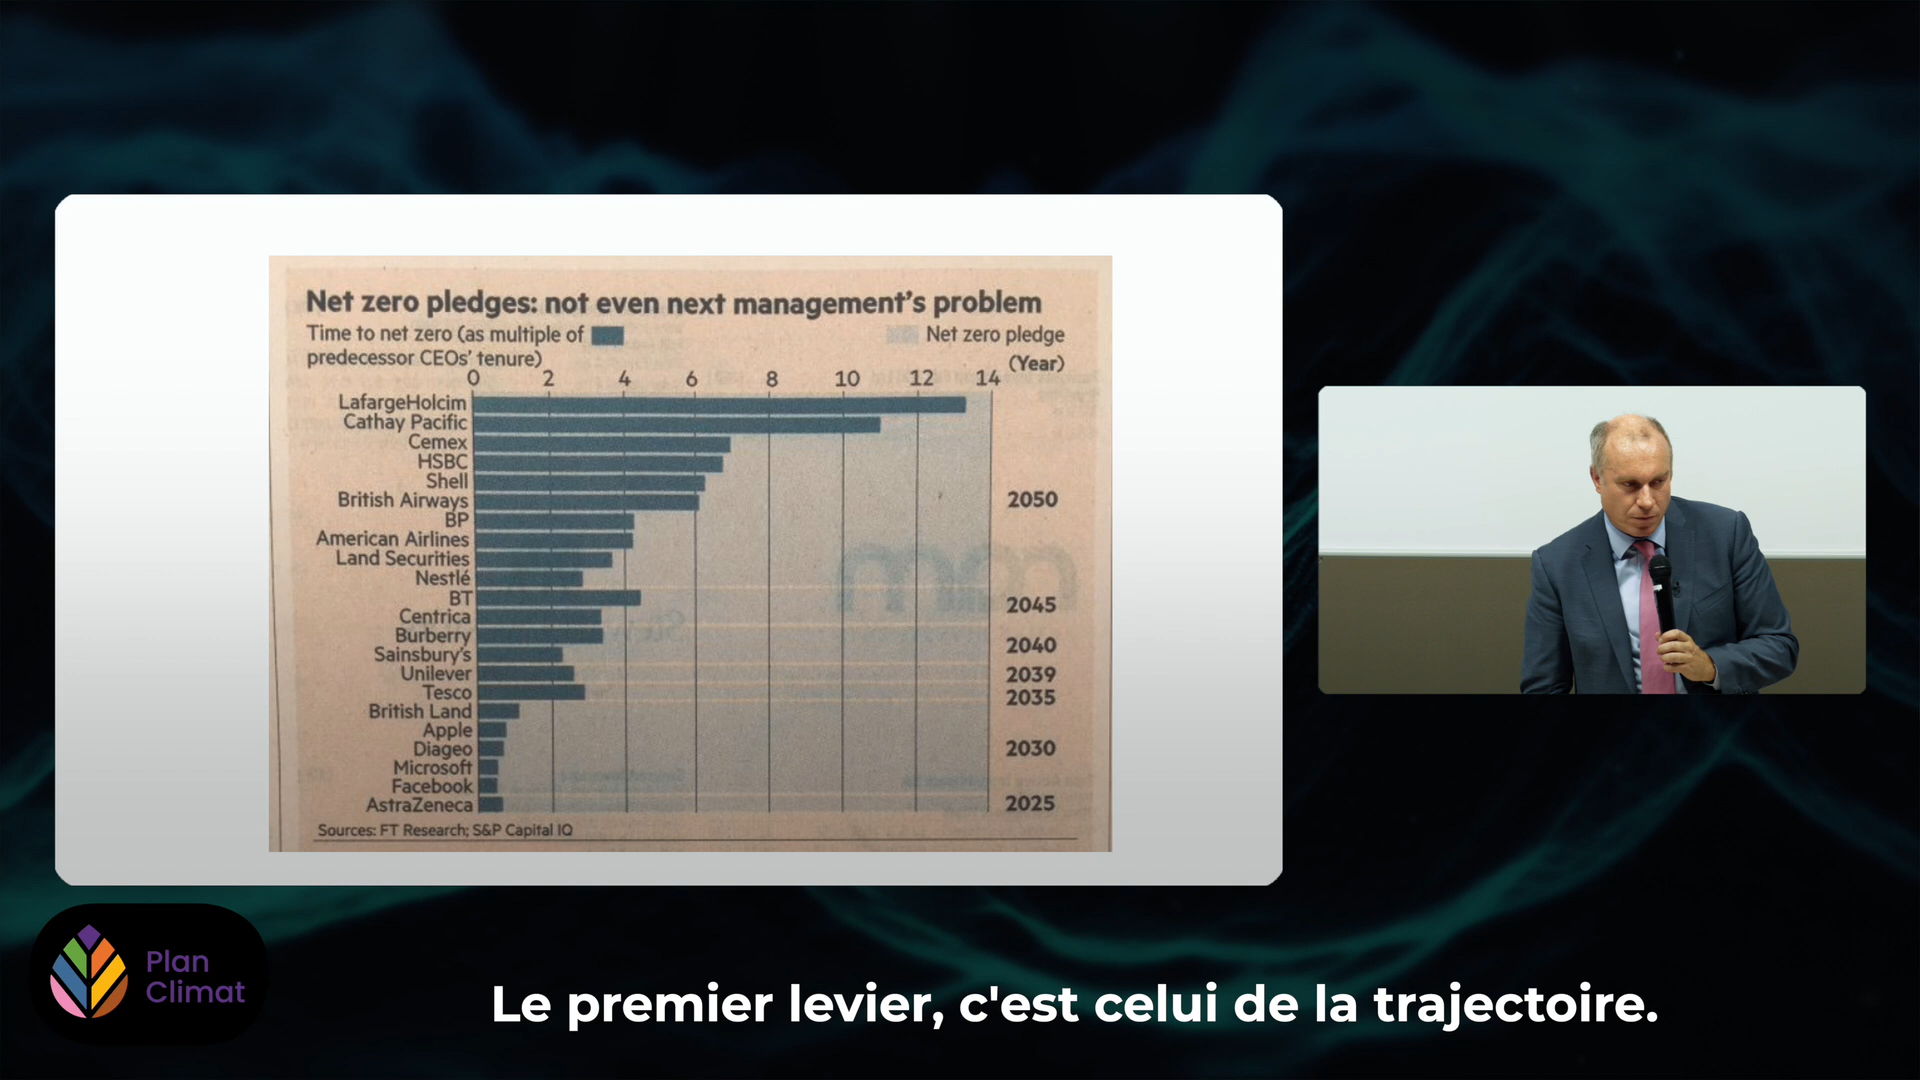 Net zero pledges: not even next management's problem
Time to net zero (as multiple of
predecessor CEOs' tenure)
Net zero pledge
(Year)
0 2 4 6 8 10 12 14
LafargeHolcim
Cathay Pacific
Cemex
HSBC
Shell
British Airways 2050
BP
American Airlines
Land Securities
Nestlé
BT 2045
Centrica
Burberry 2040
Sainsbury's
Unilever 2039
Tesco 2035
British Land
Apple
Diageo 2030
Microsoft
Facebook
AstraZeneca 2025
Sources: FT Research; S&P Capital IQ
Plan
Climat
Le premier levier, c'est celui de la trajectoire.